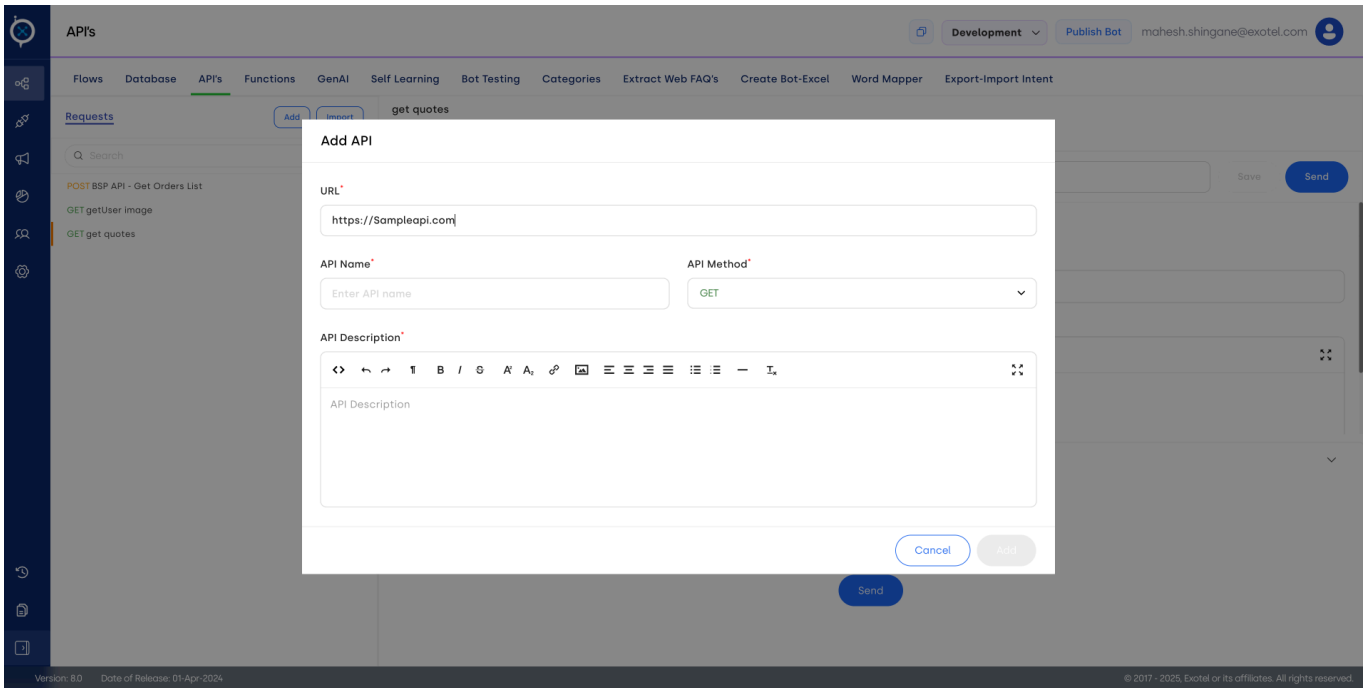 API's
Development
Publish Bot
mahesh.shingane@exotel.com
Flows Database API's Functions GenAI Self Learning Bot Testing Categories Extract Web FAQ's Create Bot-Excel Word Mapper Export-Import Intent
Requests
Add
Import
get quotes
Search
POST BSP API - Get Orders List
GET getUser image
GET get quotes
Save
Send
Add API
URL*
https://Sampleapi.com
API Name*
API Method*
Enter API name
GET
API Description*
API Description
Cancel
Add
Send
Version: 8.0 Date of Release: 01-Apr-2024
© 2017 - 2025, Exotel or its affiliates. All rights reserved.